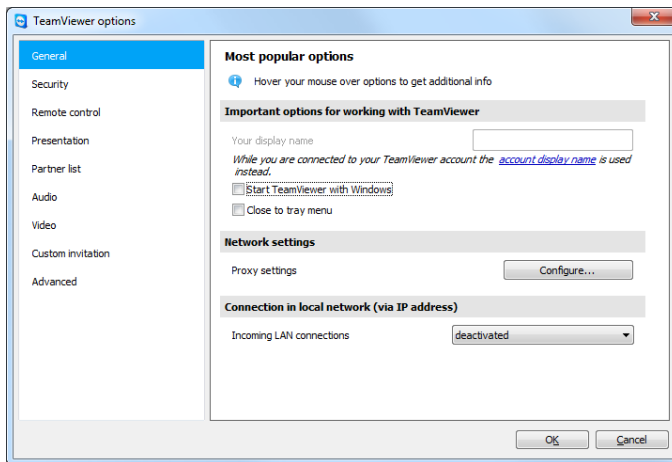 TeamViewer options
General
Security
Remote control
Presentation
Partner list
Audio
Video
Custom invitation
Advanced
Most popular options
Hover your mouse over options to get additional info
Important options for working with TeamViewer
Your display name
While you are connected to your TeamViewer account the account display name is used
instead.
Start TeamViewer with Windows
Close to tray menu
Network settings
Proxy settings
Configure...
Connection in local network (via IP address)
Incoming LAN connections
deactivated
OK
Cancel